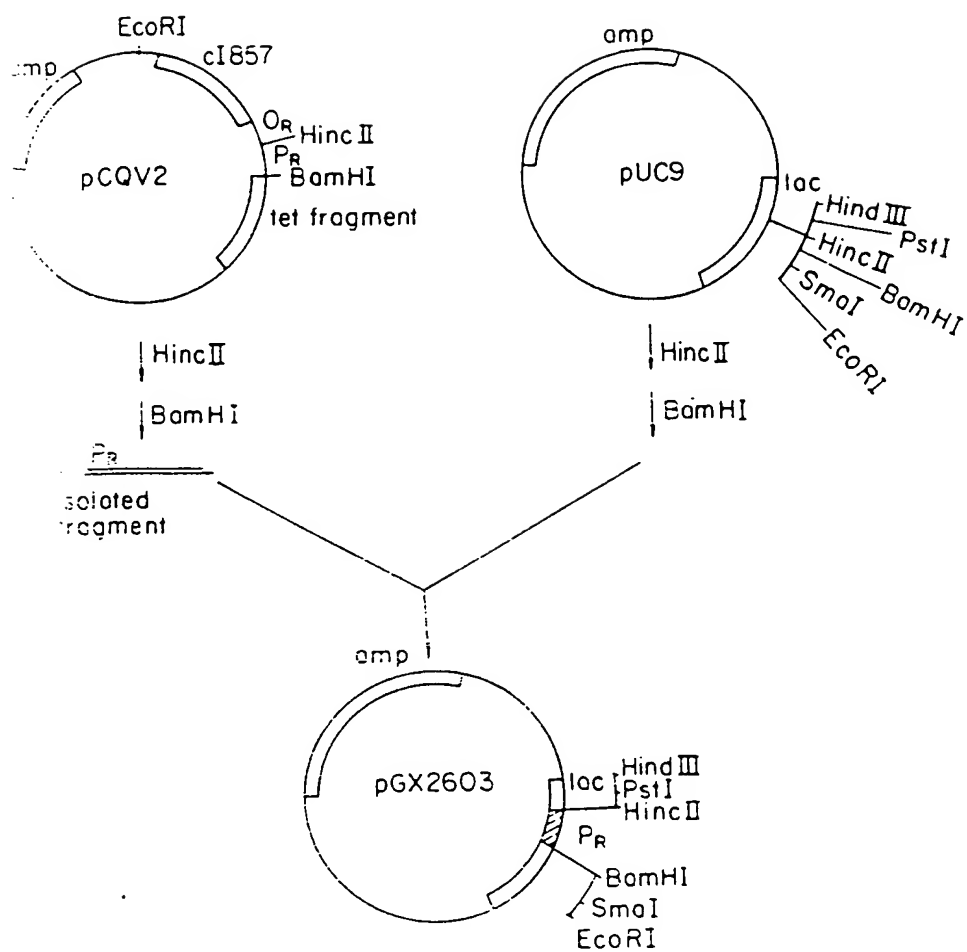 EcoRI
cI857
OR
HincII
PR
BamHI
pCQV2
tet fragment
amp
pUC9
lac
HindIII
PstI
HincII
BamHI
SmaI
EcoRI
HincII
BamHI
HincII
BamHI
PR
amp
pGX2603
lac
HindIII
PstI
HincII
PR
BamHI
SmaI
EcoRI